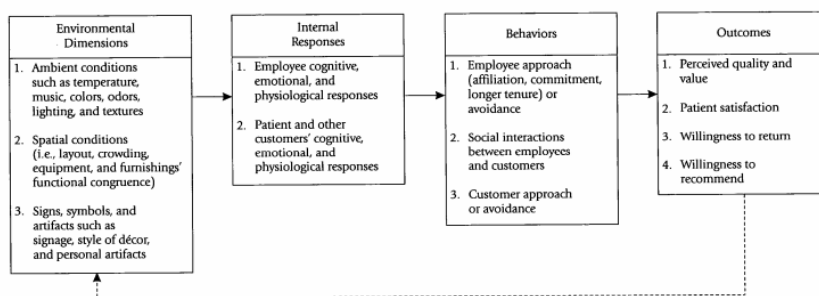 Environmental
Dimensions
1. Ambient conditions
such as temperature,
music, colors, odors,
lighting, and textures
2. Spatial conditions
(i.e., layout, crowding,
equipment, and furnishings'
functional congruence)
3. Signs, symbols, and
artifacts such as
signage, style of décor,
and personal artifacts
Internal
Responses
1. Employee cognitive,
emotional, and
physiological responses
2. Patient and other
customers' cognitive,
emotional, and
physiological responses
Behaviors
1. Employee approach
(affiliation, commitment,
longer tenure) or
avoidance
2. Social interactions
between employees
and customers
3. Customer approach
or avoidance
Outcomes
1. Perceived quality and
value
2. Patient satisfaction
3. Willingness to return
4. Willingness to
recommend